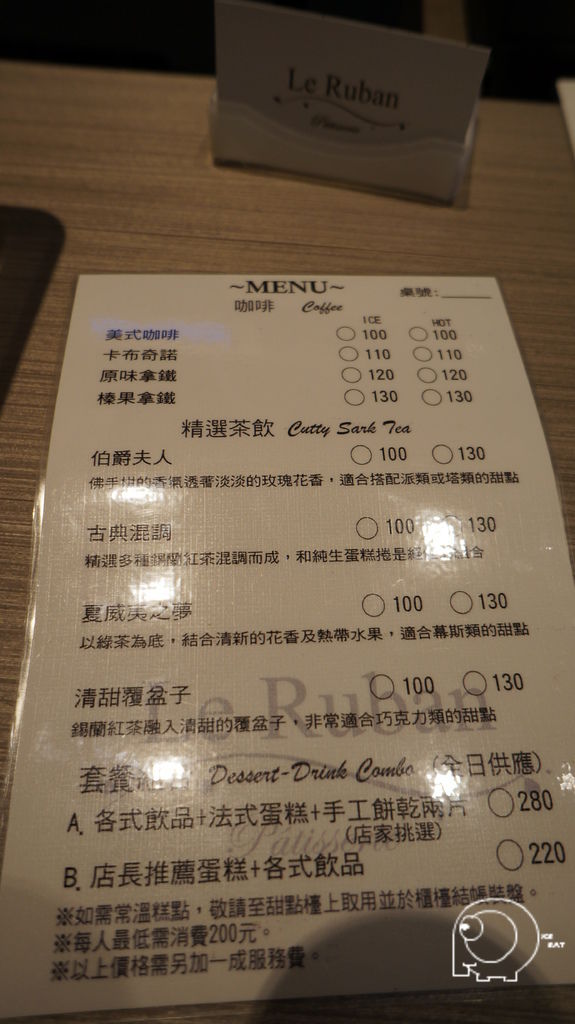 Le Ruban
Pâtisserie
~MENU~
桌號:
咖啡 Coffee
ICE HOT
美式咖啡 100 100
卡布奇諾 110 110
原味拿鐵 120 120
榛果拿鐵 130 130
精選茶飲 Cutty Sark Tea
伯爵夫人 100 130
佛手柑的香氣透著淡淡的玫瑰花香，適合搭配派類或塔類的甜點
古典混調 100 130
精選多種錫蘭紅茶混調而成，和純生蛋糕捲是絕
夏威夷之夢 100 130
以綠茶為底，結合清新的花香及熱帶水果，適合慕斯類的甜點
清甜覆盆子 100 130
錫蘭紅茶融入清甜的覆盆子，非常適合巧克力類的甜點
Le Ruban
Pâtisserie
套餐組合 Dessert-Drink Combo (全日供應)
A. 各式飲品+法式蛋糕+手工餅乾兩片 280
(店家挑選)
B. 店長推薦蛋糕+各式飲品 220
※如需常溫糕點，敬請至甜點檯上取用並於櫃檯結帳裝盤。
※每人最低需消費200元。
※以上價格需另加一成服務費。
ICE
EAT